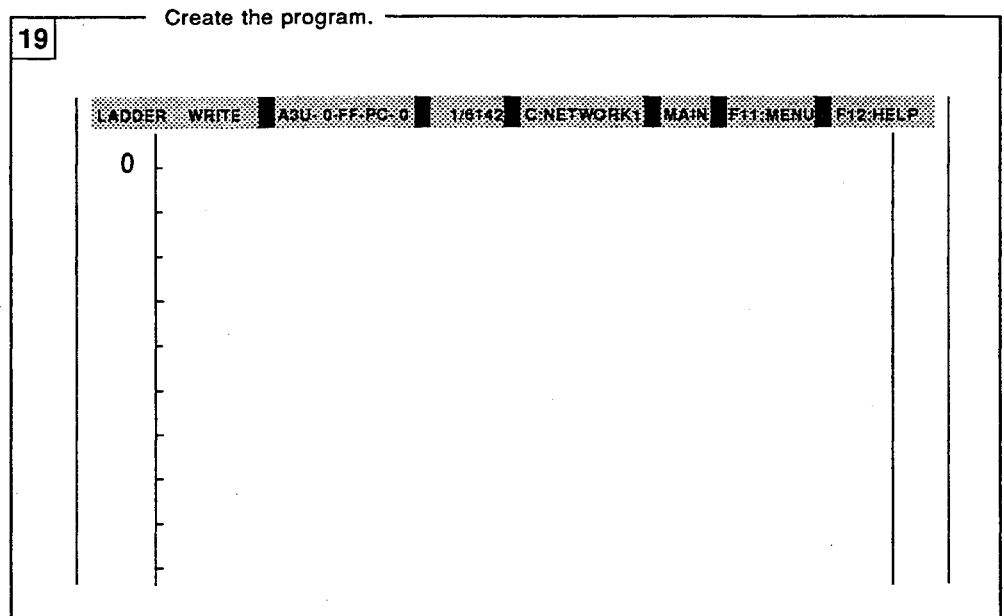 Create the program.
19
LADDER WRITE A3U- 0-FF-PC- 0 1/6142 C:NETWORK1 MAIN F11:MENU F12:HELP
0